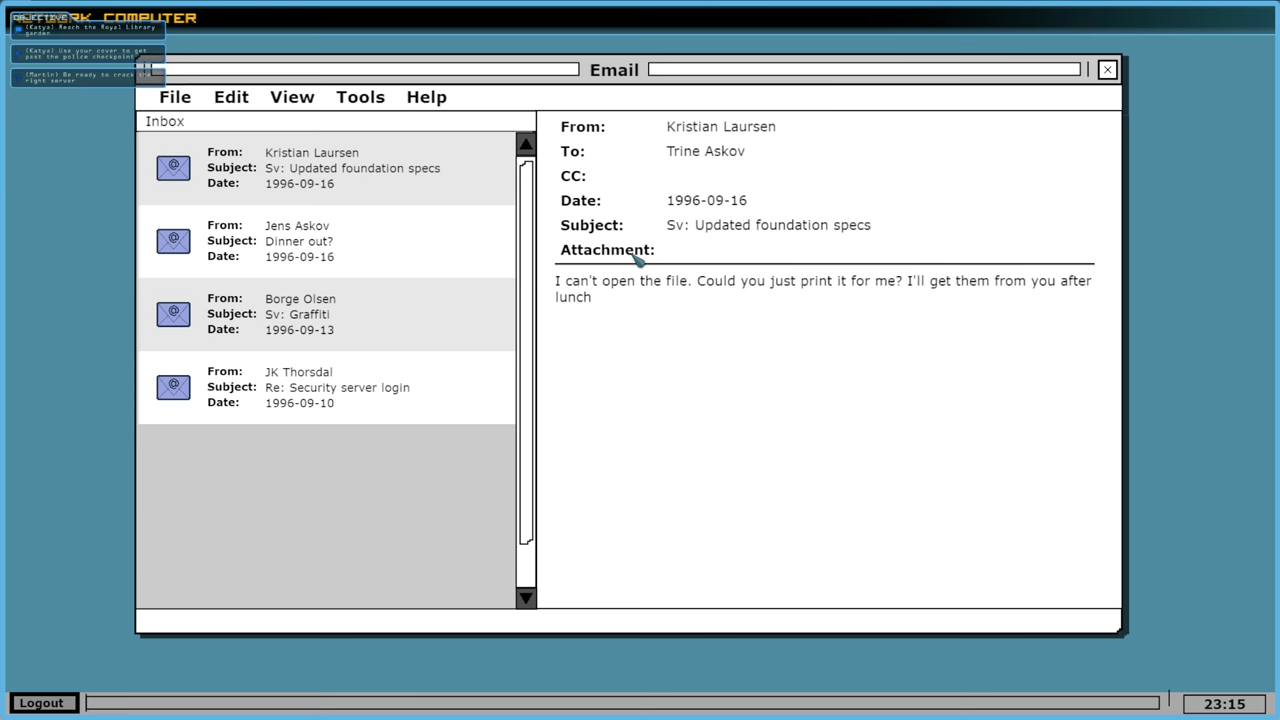 NETWORK COMPUTER
OBJECTIVE
(Katya) Reach the Royal Library
garden
(Katya) Use your cover to get
past the police checkpoint
(Martin) Be ready to crack the
right server
Email
File Edit View Tools Help
Inbox
From: Kristian Laursen
Subject: Sv: Updated foundation specs
Date: 1996-09-16
From: Jens Askov
Subject: Dinner out?
Date: 1996-09-16
From: Borge Olsen
Subject: Sv: Graffiti
Date: 1996-09-13
From: JK Thorsdal
Subject: Re: Security server login
Date: 1996-09-10
From: Kristian Laursen
To: Trine Askov
CC:
Date: 1996-09-16
Subject: Sv: Updated foundation specs
Attachment:
I can't open the file. Could you just print it for me? I'll get them from you after
lunch
Logout
23:15